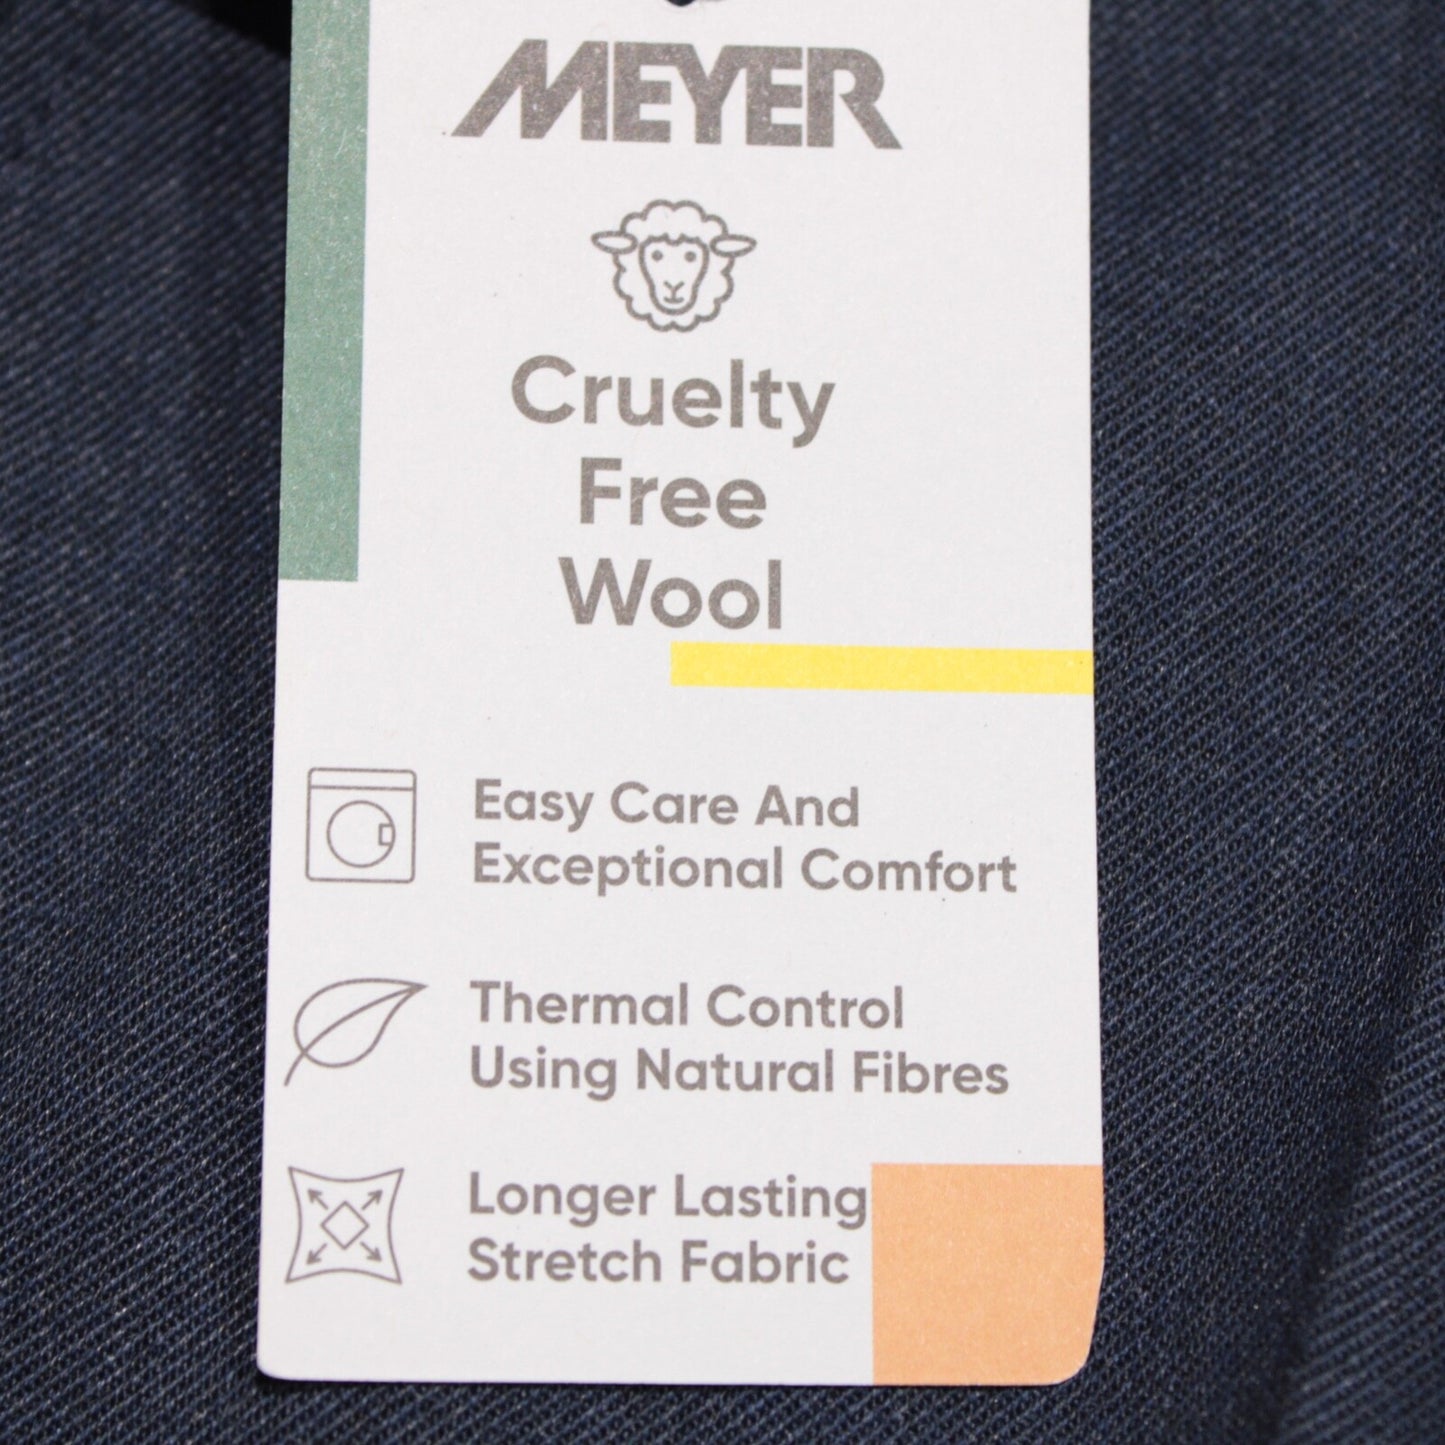 MEYER
Cruelty
Free
Wool
Easy Care And
Exceptional Comfort
Thermal Control
Using Natural Fibres
Longer Lasting
Stretch Fabric